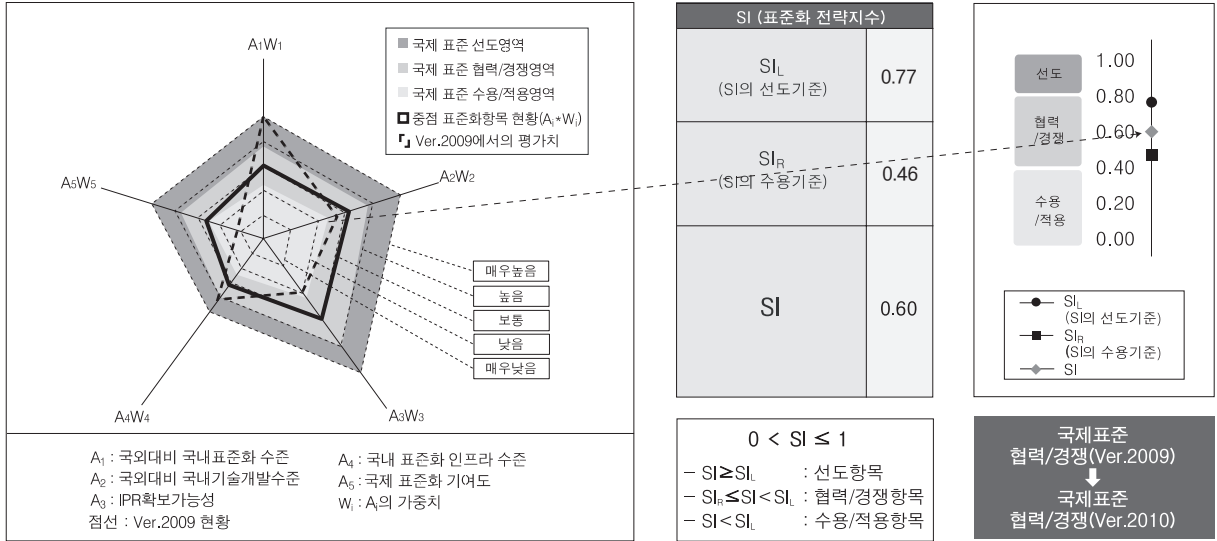 A₁W₁
A₂W₂
A₃W₃
A₄W₄
A₅W₅
국제 표준 선도영역
국제 표준 협력/경쟁영역
국제 표준 수용/적용영역
중점 표준화항목 현황(Aᵢ*Wᵢ)
Ver.2009에서의 평가치
매우높음
높음
보통
낮음
매우낮음
A₁ : 국외대비 국내표준화 수준
A₂ : 국외대비 국내기술개발수준
A₃ : IPR확보가능성
점선 : Ver.2009 현황
A₄ : 국내 표준화 인프라 수준
A₅ : 국제 표준화 기여도
Wᵢ : Aᵢ의 가중치
SI (표준화 전략지수)
SI_L
(SI의 선도기준)
0.77
SI_R
(SI의 수용기준)
0.46
SI
0.60
0 < SI ≤ 1
– SI≥SI_L : 선도항목
– SI_R≤SI<SI_L : 협력/경쟁항목
– SI<SI_L : 수용/적용항목
선도
협력
/경쟁
수용
/적용
1.00
0.80
0.60
0.40
0.20
0.00
SI_L
(SI의 선도기준)
SI_R
(SI의 수용기준)
SI
국제표준
협력/경쟁(Ver.2009)
국제표준
협력/경쟁(Ver.2010)